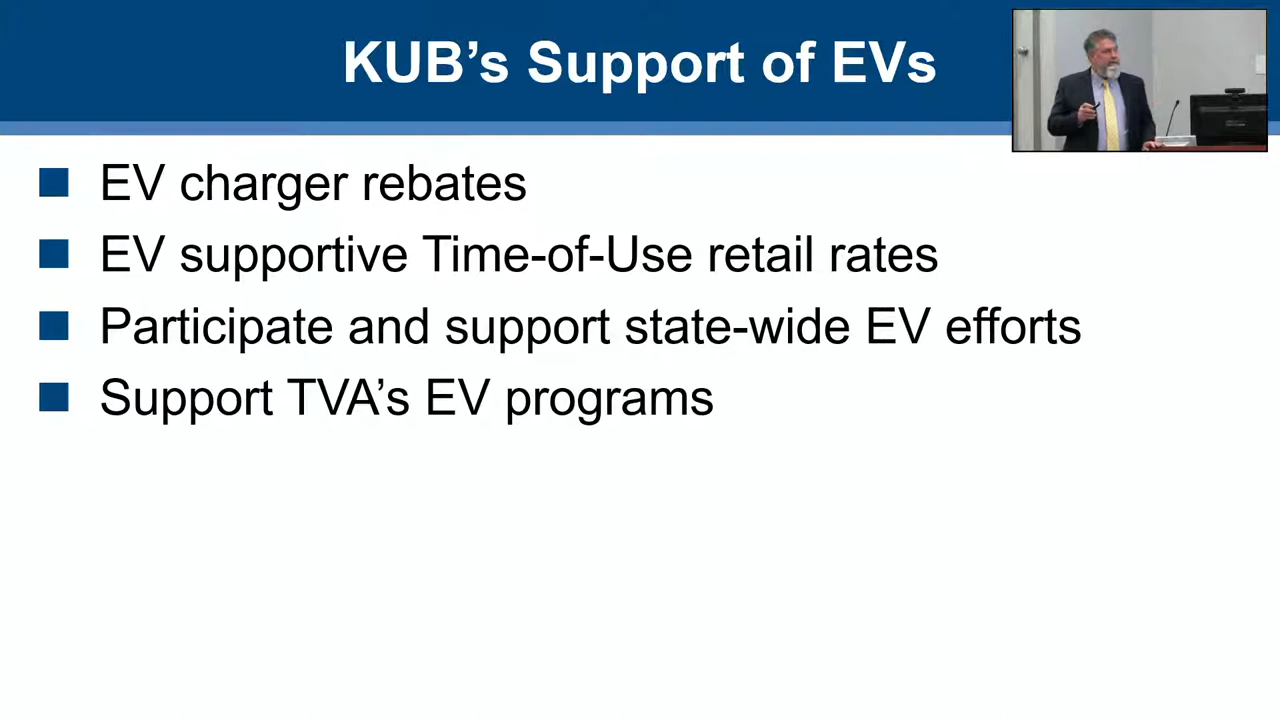 KUB’s Support of EVs
EV charger rebates
EV supportive Time-of-Use retail rates
Participate and support state-wide EV efforts
Support TVA’s EV programs